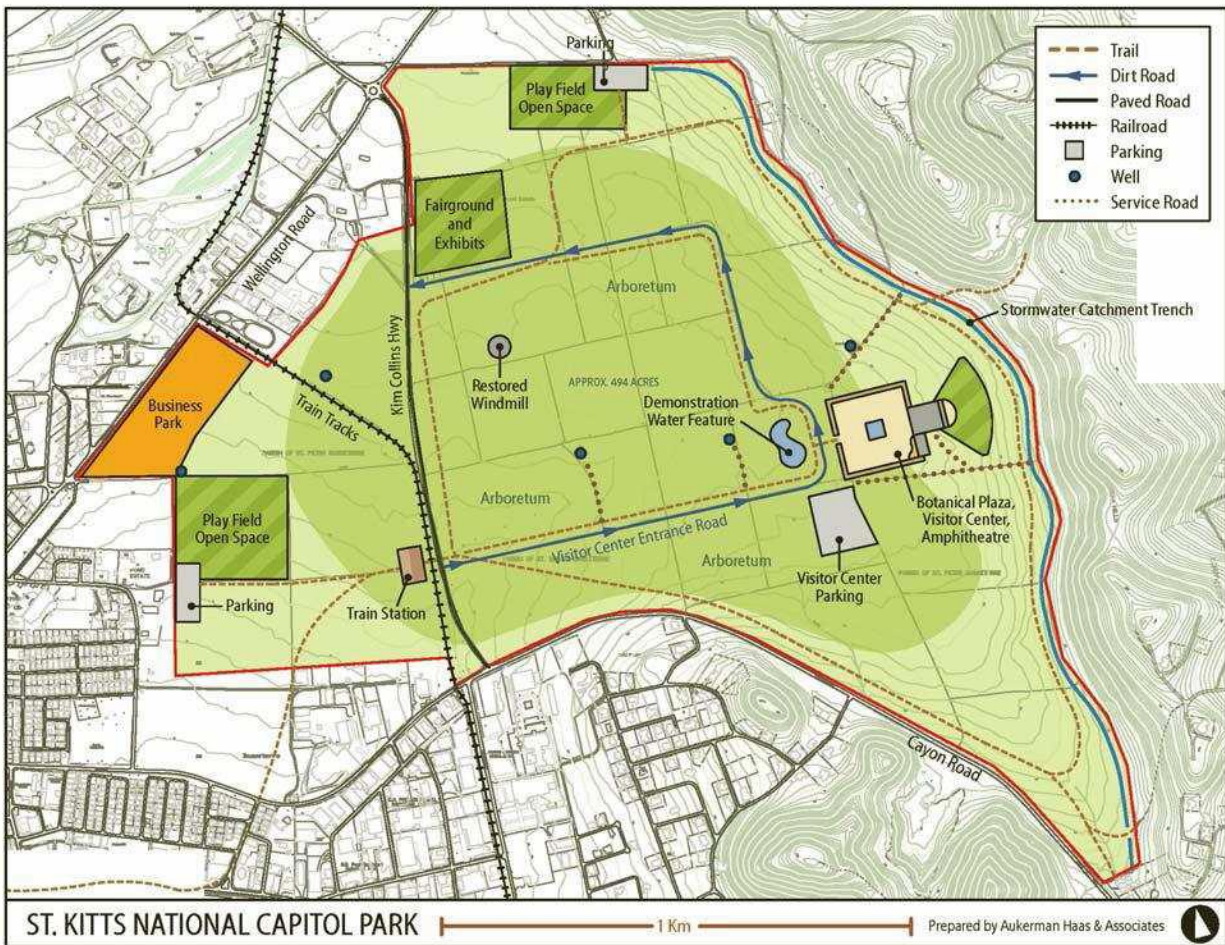 Parking
Play Field
Open Space
Trail
Dirt Road
Paved Road
Railroad
Parking
Well
Service Road
Wellington Road
Fairground
and
Exhibits
Kim Collins Hwy
Arboretum
Stormwater Catchment Trench
Restored
Windmill
APPROX. 494 ACRES
Business
Park
Train Tracks
Demonstration
Water Feature
Arboretum
Play Field
Open Space
Visitor Center Entrance Road
Botanical Plaza,
Visitor Center,
Amphitheatre
Arboretum
Parking
Train Station
Visitor Center
Parking
Cayon Road
ST. KITTS NATIONAL CAPITOL PARK
1 Km
Prepared by Aukerman Haas & Associates